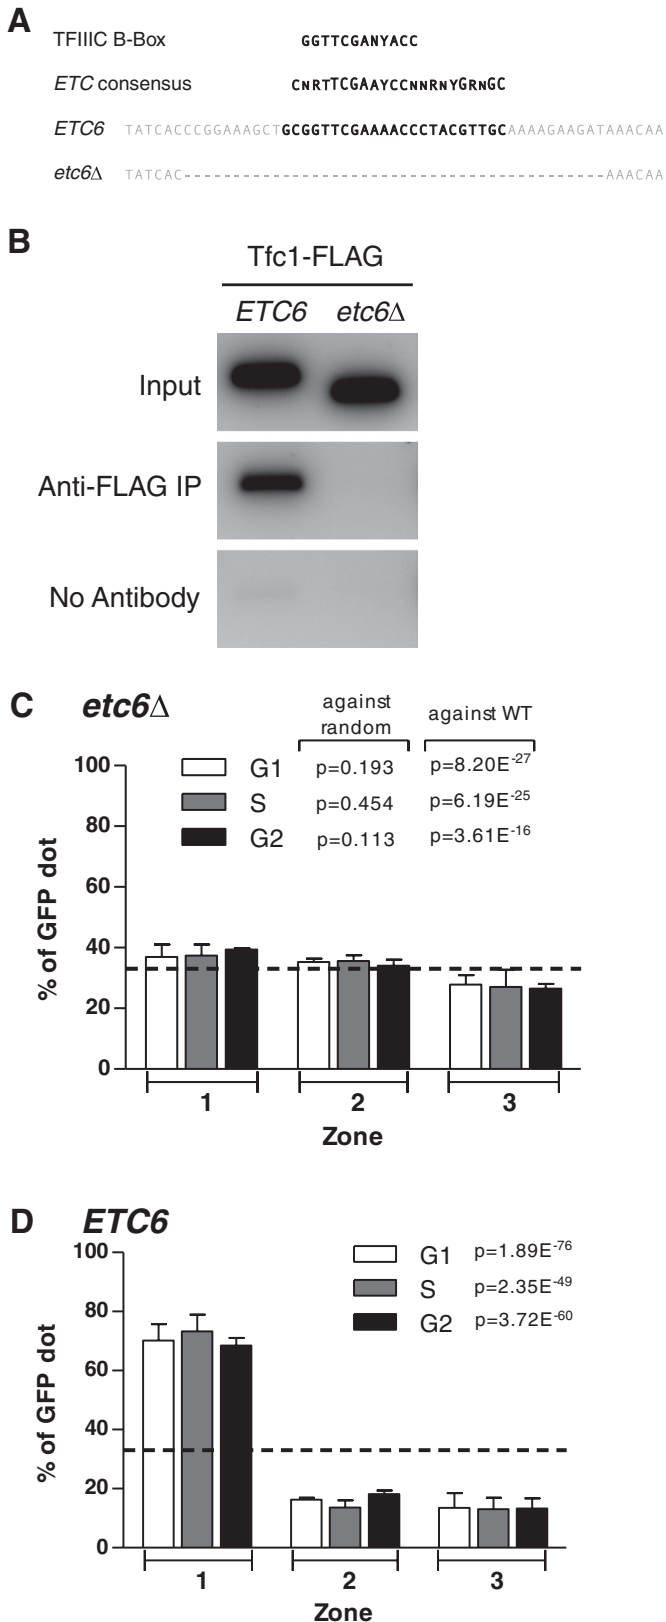 A
TFIIIC B-Box GGTTCGANYACC
ETC consensus CNRTTCGAAYCCNNRNYGRNGC
ETC6 TATCACCCGGAAAGCTGCGGTTCGAAAACCCTACGTTGCAAAAGAAGATAAACAA
etc6Δ TATCAC------------------------------------------AAACAA
B
Tfc1-FLAG
ETC6 etc6Δ
Input
Anti-FLAG IP
No Antibody
C etc6Δ
against random
against WT
G1 p=0.193 p=8.20E-27
S p=0.454 p=6.19E-25
G2 p=0.113 p=3.61E-16
% of GFP dot
100
80
60
40
20
0
1 2 3
Zone
D ETC6
G1 p=1.89E-76
S p=2.35E-49
G2 p=3.72E-60
% of GFP dot
100
80
60
40
20
0
1 2 3
Zone